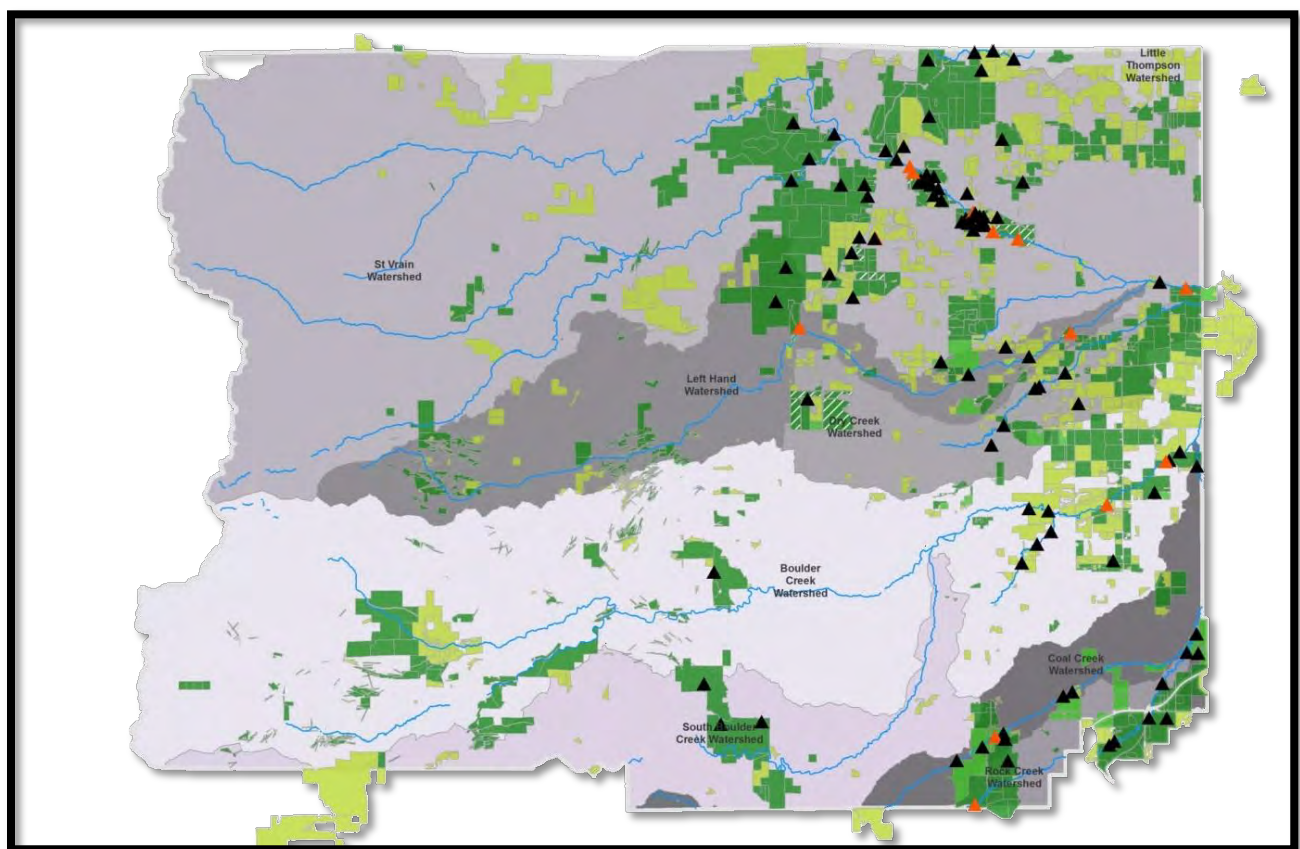 Little
Thompson
Watershed
St Vrain
Watershed
Left Hand
Watershed
Dry Creek
Watershed
Boulder
Creek
Watershed
Coal Creek
Watershed
South Boulder
Creek Watershed
Rock Creek
Watershed